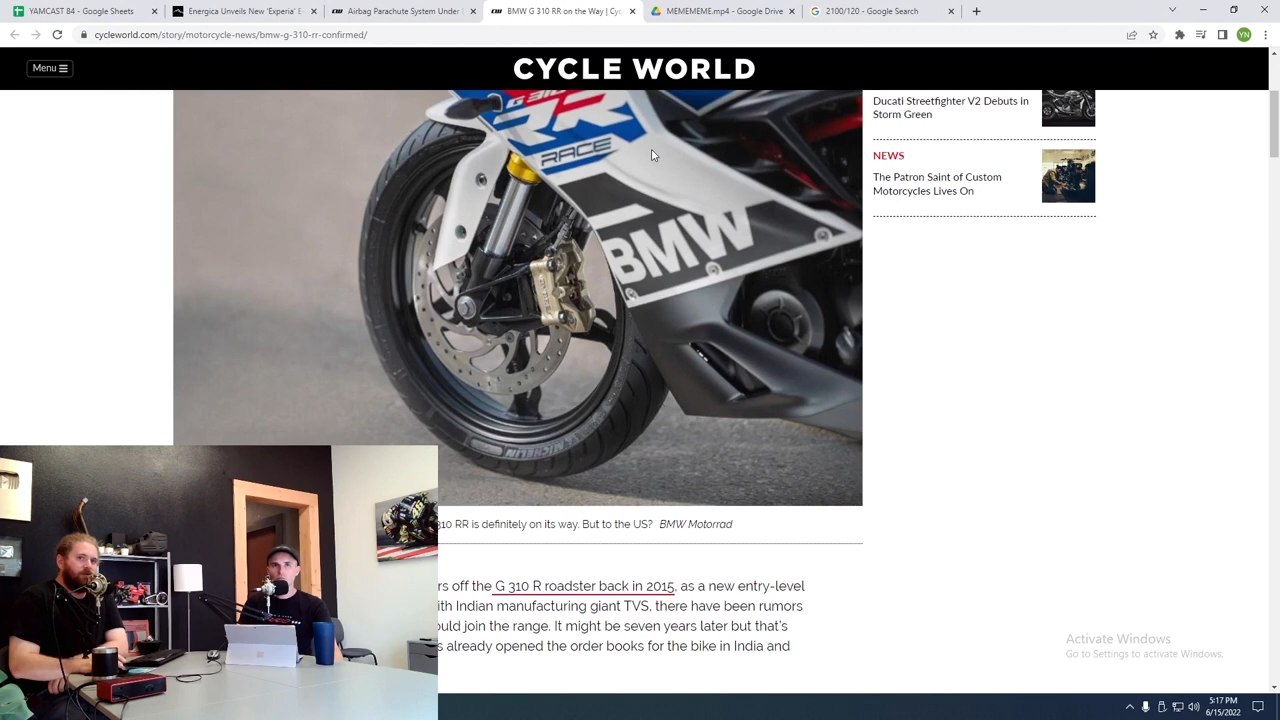 YAMCAST 84 - Google Sheets
Energica Unveils New 'Experia' E
Airbag Parachute System Unveile
BMW G 310 RR on the Way | Cyc
MEMEMEME.mp4 - Google Drive
2100/120 - Google Search
cycleworld.com/story/motorcycle-news/bmw-g-310-rr-confirmed/
YN
Menu
CYCLE WORLD
RR
RACE
BMW
MICHELIN
Ducati Streetfighter V2 Debuts in
Storm Green
NEWS
The Patron Saint of Custom
Motorcycles Lives On
310 RR is definitely on its way. But to the US? BMW Motorrad
rs off the G 310 R roadster back in 2015, as a new entry-level
ith Indian manufacturing giant TVS, there have been rumors
ould join the range. It might be seven years later but that's
s already opened the order books for the bike in India and
Activate Windows
Go to Settings to activate Windows.
5:17 PM
6/15/2022